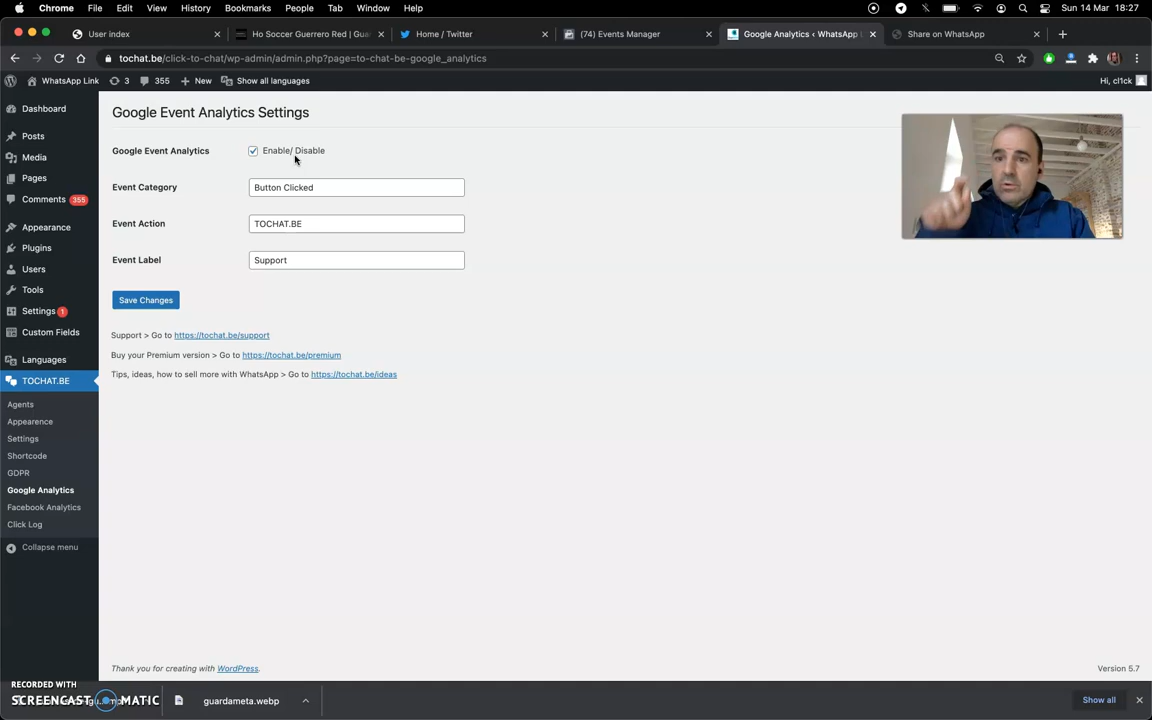 Chrome File Edit View History Bookmarks People Tab Window Help Sun 14 Mar 18:27
User index Ho Soccer Guerrero Red | Gua Home / Twitter (74) Events Manager Google Analytics ‹ WhatsApp Share on WhatsApp
tochat.be/click-to-chat/wp-admin/admin.php?page=to-chat-be-google_analytics
WhatsApp Link 3 355 + New Show all languages Hi, cl1ck
Dashboard
Posts
Media
Pages
Comments 355
Appearance
Plugins
Users
Tools
Settings 1
Custom Fields
Languages
TOCHAT.BE
Agents
Appearence
Settings
Shortcode
GDPR
Google Analytics
Facebook Analytics
Click Log
Collapse menu
Google Event Analytics Settings
Google Event Analytics Enable/ Disable
Event Category Button Clicked
Event Action TOCHAT.BE
Event Label Support
Save Changes
Support > Go to https://tochat.be/support
Buy your Premium version > Go to https://tochat.be/premium
Tips, ideas, how to sell more with WhatsApp > Go to https://tochat.be/ideas
Thank you for creating with WordPress. Version 5.7
RECORDED WITH
SCREENCAST MATIC
guardameta.webp Show all